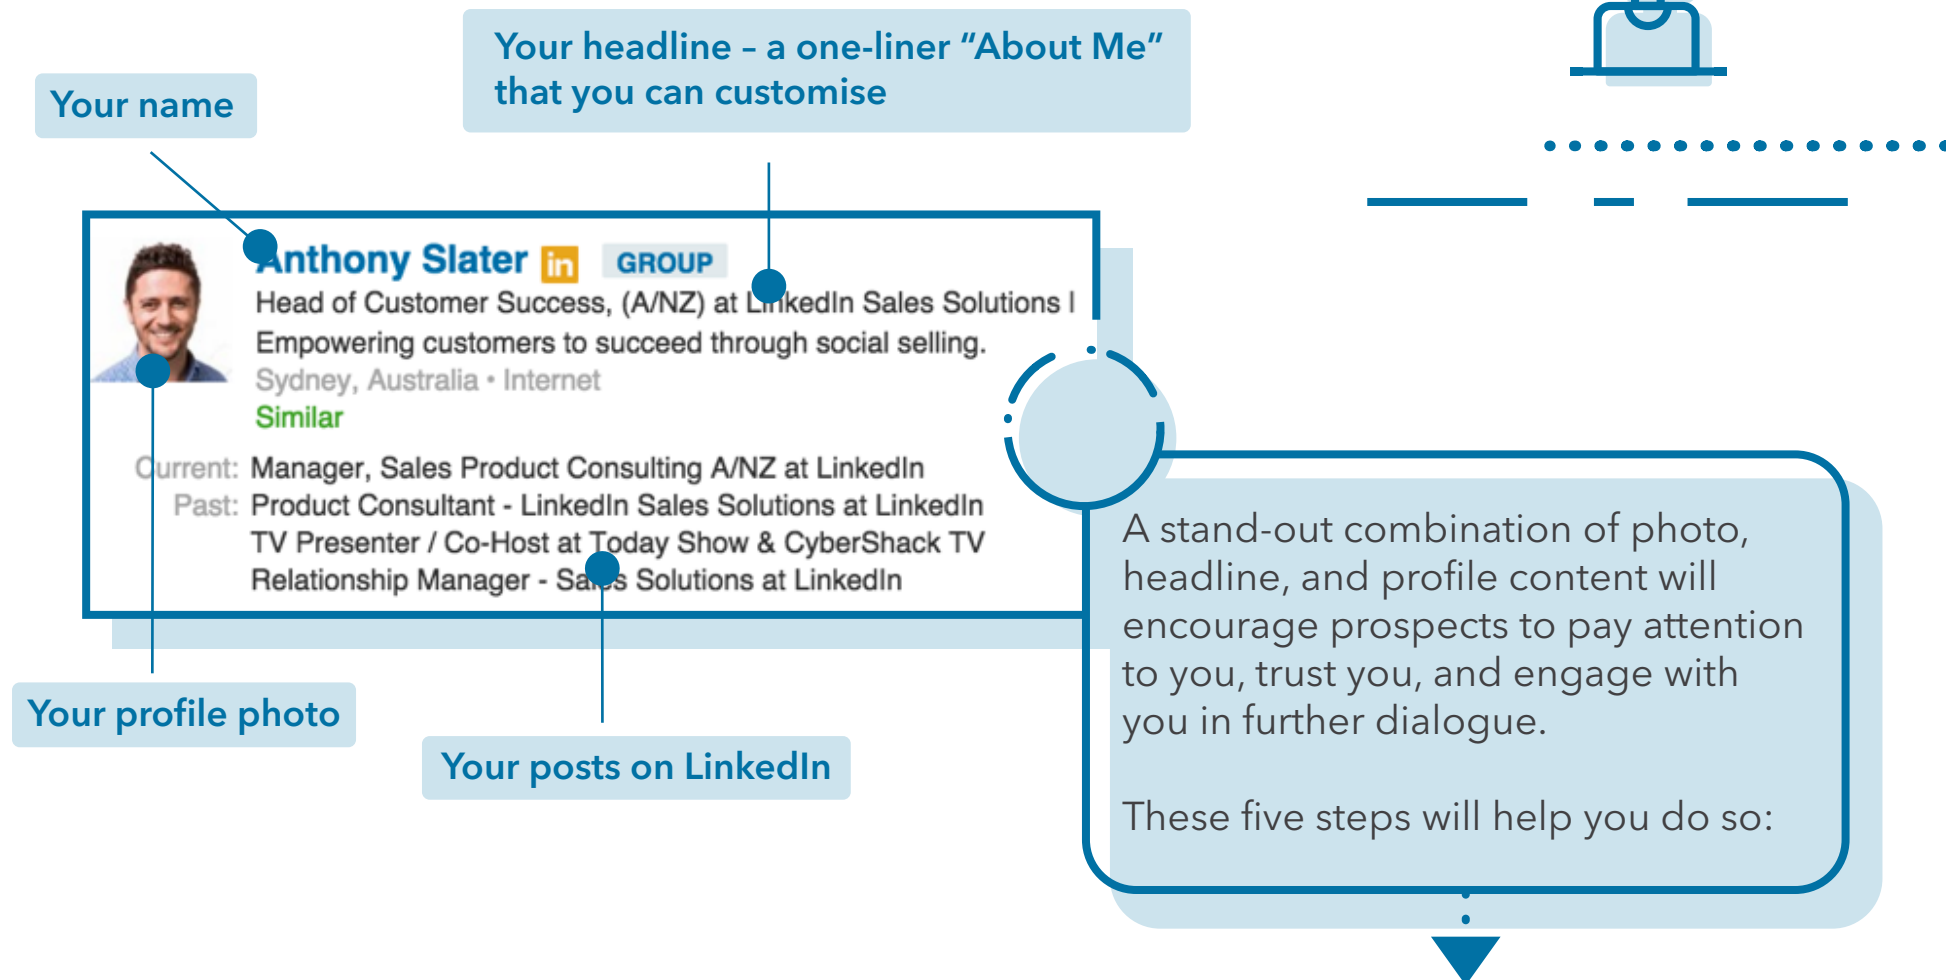 Your headline – a one-liner “About Me”
that you can customise
Your name
Anthony Slater in GROUP
Head of Customer Success, (A/NZ) at LinkedIn Sales Solutions l
Empowering customers to succeed through social selling.
Sydney, Australia • Internet
Similar
Current: Manager, Sales Product Consulting A/NZ at LinkedIn
Past: Product Consultant - LinkedIn Sales Solutions at LinkedIn
TV Presenter / Co-Host at Today Show & CyberShack TV
Relationship Manager - Sales Solutions at LinkedIn
Your profile photo
Your posts on LinkedIn
A stand-out combination of photo,
headline, and profile content will
encourage prospects to pay attention
to you, trust you, and engage with
you in further dialogue.
These five steps will help you do so: